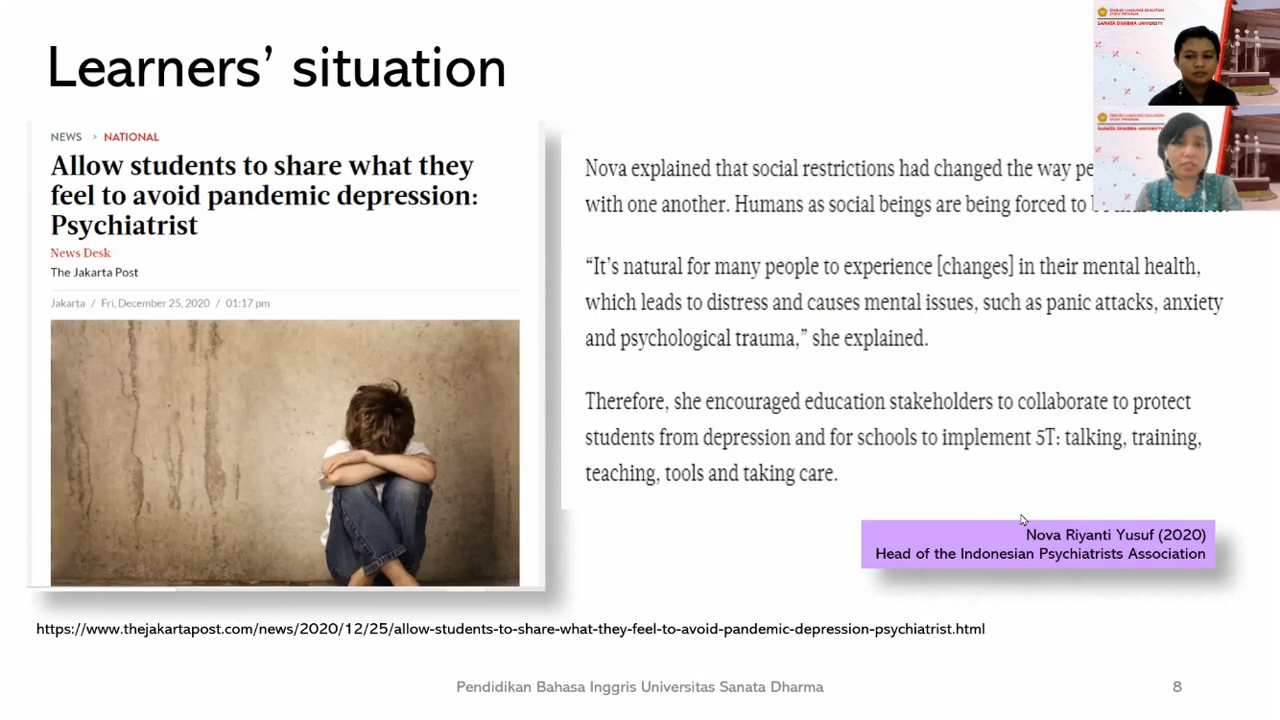 Learners’ situation
NEWS > NATIONAL
Allow students to share what they
feel to avoid pandemic depression:
Psychiatrist
News Desk
The Jakarta Post
Jakarta / Fri, December 25, 2020 / 01:17 pm
Nova explained that social restrictions had changed the way
with one another. Humans as social beings are being forced to
“It’s natural for many people to experience [changes] in their mental health,
which leads to distress and causes mental issues, such as panic attacks, anxiety
and psychological trauma,” she explained.
Therefore, she encouraged education stakeholders to collaborate to protect
students from depression and for schools to implement 5T: talking, training,
teaching, tools and taking care.
Nova Riyanti Yusuf (2020)
Head of the Indonesian Psychiatrists Association
https://www.thejakartapost.com/news/2020/12/25/allow-students-to-share-what-they-feel-to-avoid-pandemic-depression-psychiatrist.html
Pendidikan Bahasa Inggris Universitas Sanata Dharma
8
SANATA DHARMA UNIVERSITY